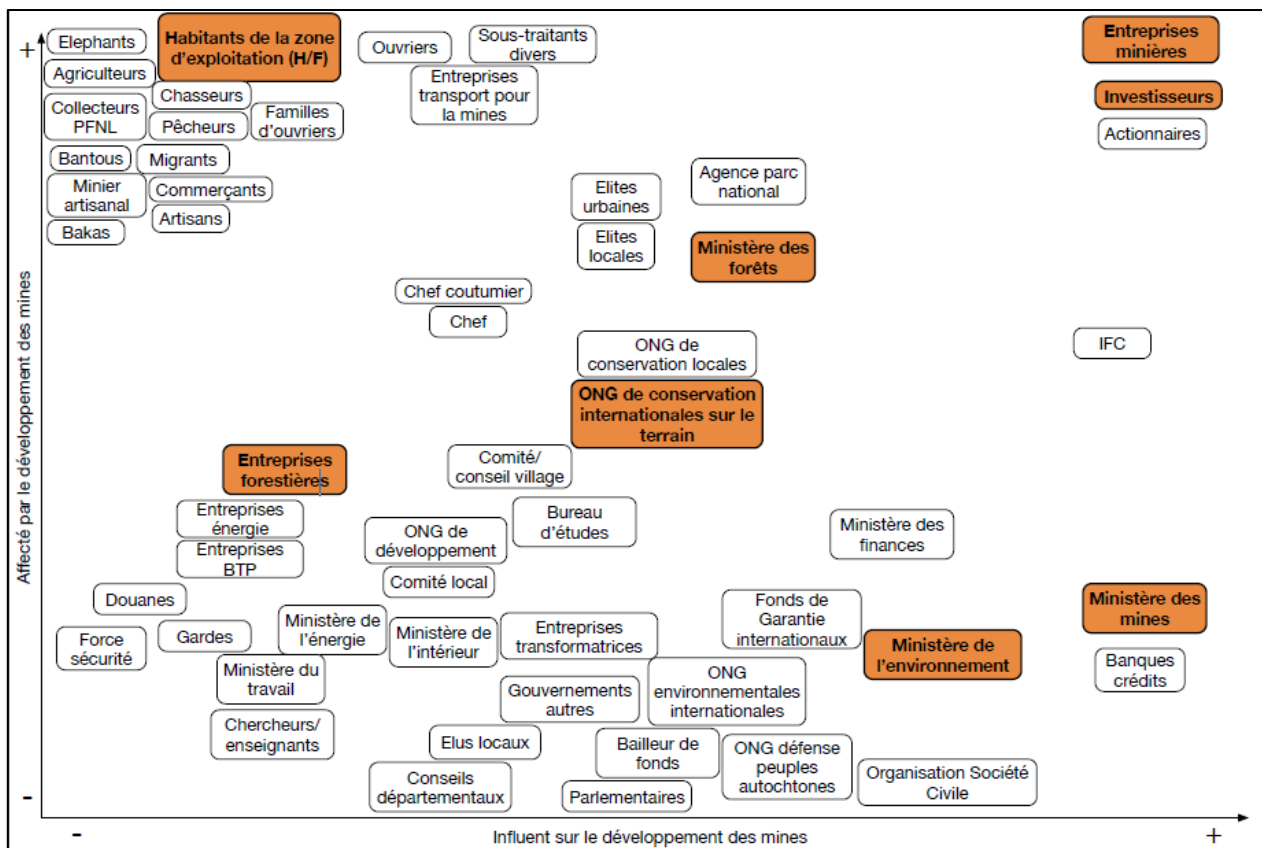 +
Affecté par le développement des mines
-
Elephants
Habitants de la zone
d'exploitation (H/F)
Ouvriers
Sous-traitants
divers
Entreprises
minières
Agriculteurs
Chasseurs
Entreprises
transport pour
la mines
Investisseurs
Collecteurs
PFNL
Pêcheurs
Familles
d'ouvriers
Actionnaires
Bantous
Migrants
Agence parc
national
Minier
artisanal
Commerçants
Elites
urbaines
Artisans
Bakas
Elites
locales
Ministère des
forêts
Chef coutumier
Chef
ONG de
conservation locales
IFC
ONG de conservation
internationales sur le
terrain
Entreprises
forestières
Comité/
conseil village
Entreprises
énergie
ONG de
développement
Bureau
d'études
Ministère des
finances
Entreprises
BTP
Comité local
Douanes
Fonds de
Garantie
internationaux
Ministère des
mines
Force
sécurité
Gardes
Ministère de
l'énergie
Ministère de
l'intérieur
Entreprises
transformatrices
Ministère de
l'environnement
Ministère du
travail
ONG
environnementales
internationales
Banques
crédits
Gouvernements
autres
Chercheurs/
enseignants
Elus locaux
Bailleur de
fonds
ONG défense
peuples
autochtones
Organisation Société
Civile
Conseils
départementaux
Parlementaires
-
Influent sur le développement des mines
+